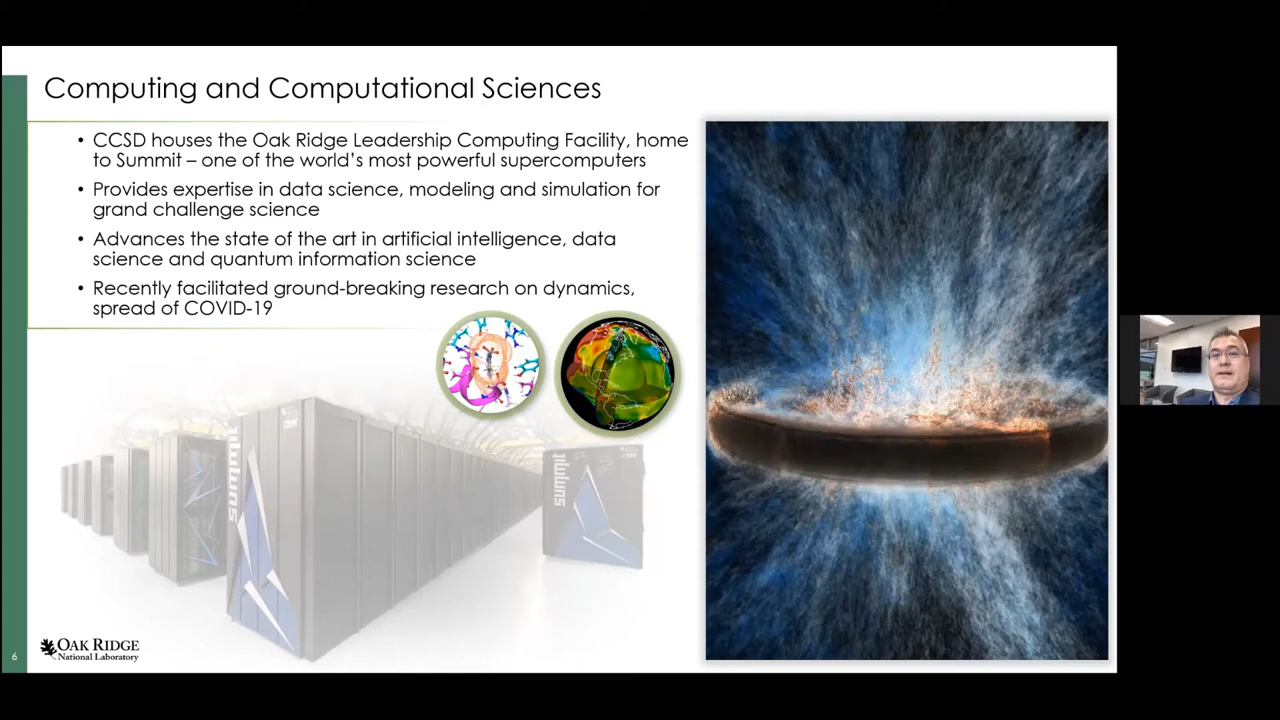 Computing and Computational Sciences
• CCSD houses the Oak Ridge Leadership Computing Facility, home
to Summit – one of the world's most powerful supercomputers
• Provides expertise in data science, modeling and simulation for
grand challenge science
• Advances the state of the art in artificial intelligence, data
science and quantum information science
• Recently facilitated ground-breaking research on dynamics,
spread of COVID-19
IBM
SUMMIT
SUMMIT
OAK RIDGE
National Laboratory
6